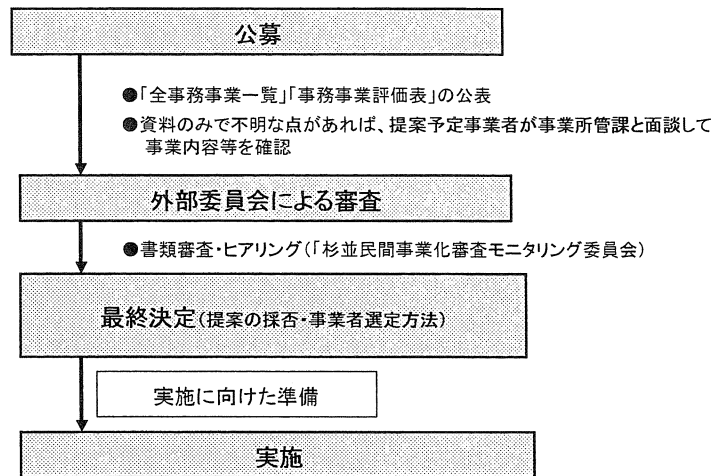 公募
●「全事務事業一覧」「事務事業評価表」の公表
●資料のみで不明な点があれば、提案予定事業者が事業所管課と面談して
事業内容等を確認
外部委員会による審査
●書類審査・ヒアリング(「杉並民間事業化審査モニタリング委員会)
最終決定(提案の採否・事業者選定方法)
実施に向けた準備
実施